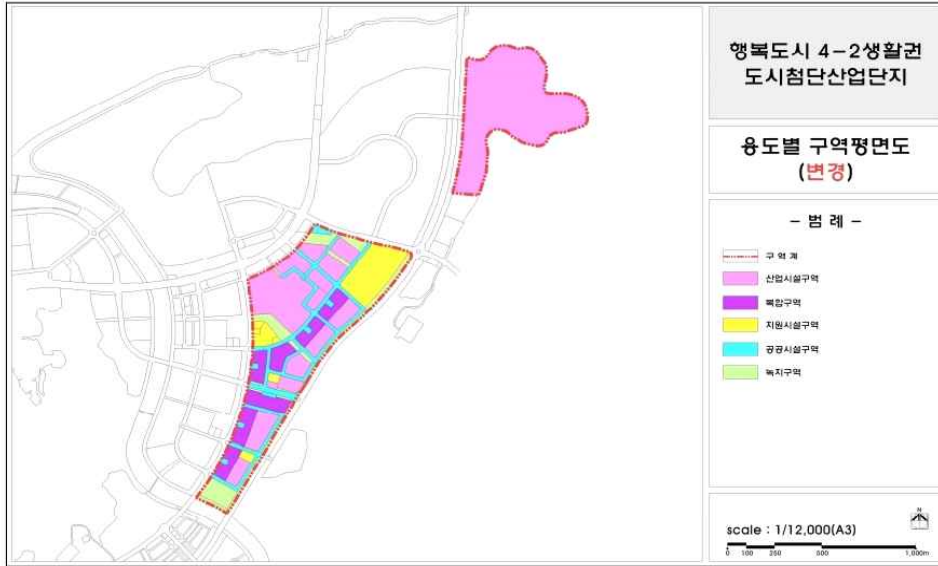 행복도시 4-2생활권
도시첨단산업단지
용도별 구역평면도
(변경)
- 범 례 -
구 역 계
산업시설구역
복합구역
지원시설구역
공공시설구역
녹지구역
N
scale : 1/12,000(A3)
0 100 250 500 1,000m